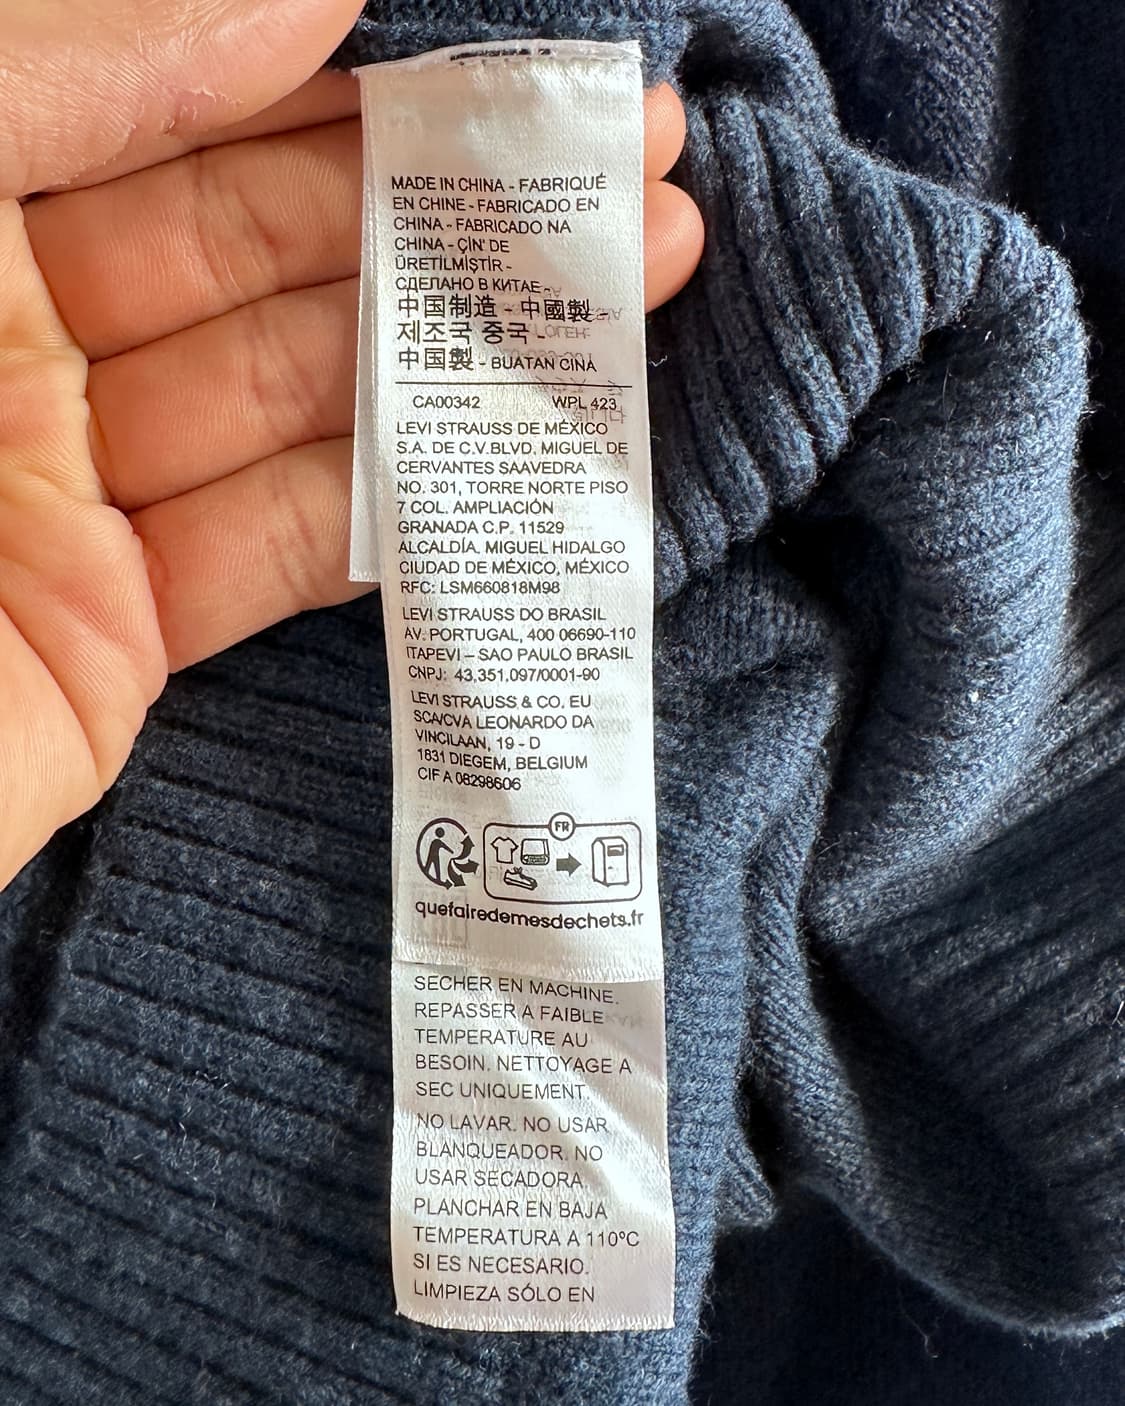 MADE IN CHINA - FABRIQUÉ
EN CHINE - FABRICADO EN
CHINA - FABRICADO NA
CHINA - ÇİN' DE
ÜRETİLMİŞTİR -
СДЕЛАНО В КИТАЕ -
中国制造 - 中國製 -
제조국 중국 -
中国製 - BUATAN CINA
CA00342 WPL 423
LEVI STRAUSS DE MÉXICO
S.A. DE C.V.BLVD. MIGUEL DE
CERVANTES SAAVEDRA
NO. 301, TORRE NORTE PISO
7 COL. AMPLIACIÓN
GRANADA C.P. 11529
ALCALDÍA. MIGUEL HIDALGO
CIUDAD DE MÉXICO, MÉXICO
RFC: LSM660818M98
LEVI STRAUSS DO BRASIL
AV. PORTUGAL, 400 06690-110
ITAPEVI – SAO PAULO BRASIL
CNPJ: 43,351,097/0001-90
LEVI STRAUSS & CO. EU
SCA/CVA LEONARDO DA
VINCILAAN, 19 - D
1831 DIEGEM, BELGIUM
CIF A 08298606
FR
quefairedemesdechets.fr
SECHER EN MACHINE.
REPASSER A FAIBLE
TEMPERATURE AU
BESOIN. NETTOYAGE A
SEC UNIQUEMENT.
NO LAVAR. NO USAR
BLANQUEADOR. NO
USAR SECADORA.
PLANCHAR EN BAJA
TEMPERATURA A 110ºC
SI ES NECESARIO.
LIMPIEZA SÓLO EN